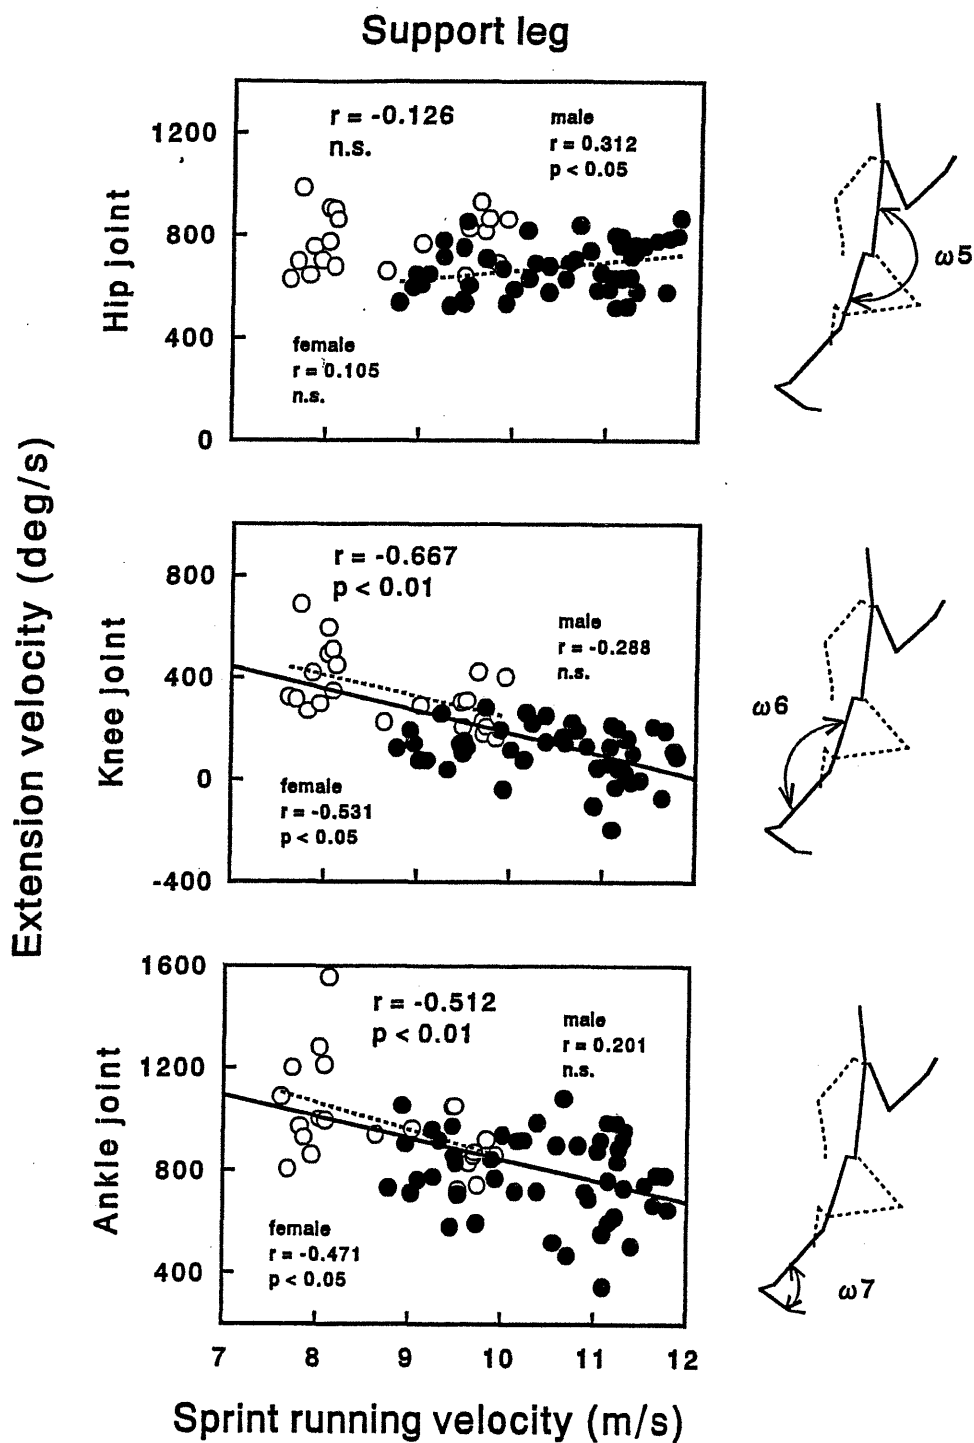 Support leg
Extension velocity (deg/s)
Hip joint
1200
800
400
0
r = -0.126
n.s.
male
r = 0.312
p < 0.05
female
r = 0.105
n.s.
ω5
Knee joint
800
400
0
-400
r = -0.667
p < 0.01
male
r = -0.288
n.s.
female
r = -0.531
p < 0.05
ω6
Ankle joint
1600
1200
800
400
r = -0.512
p < 0.01
male
r = 0.201
n.s.
female
r = -0.471
p < 0.05
ω7
7 8 9 10 11 12
Sprint running velocity (m/s)